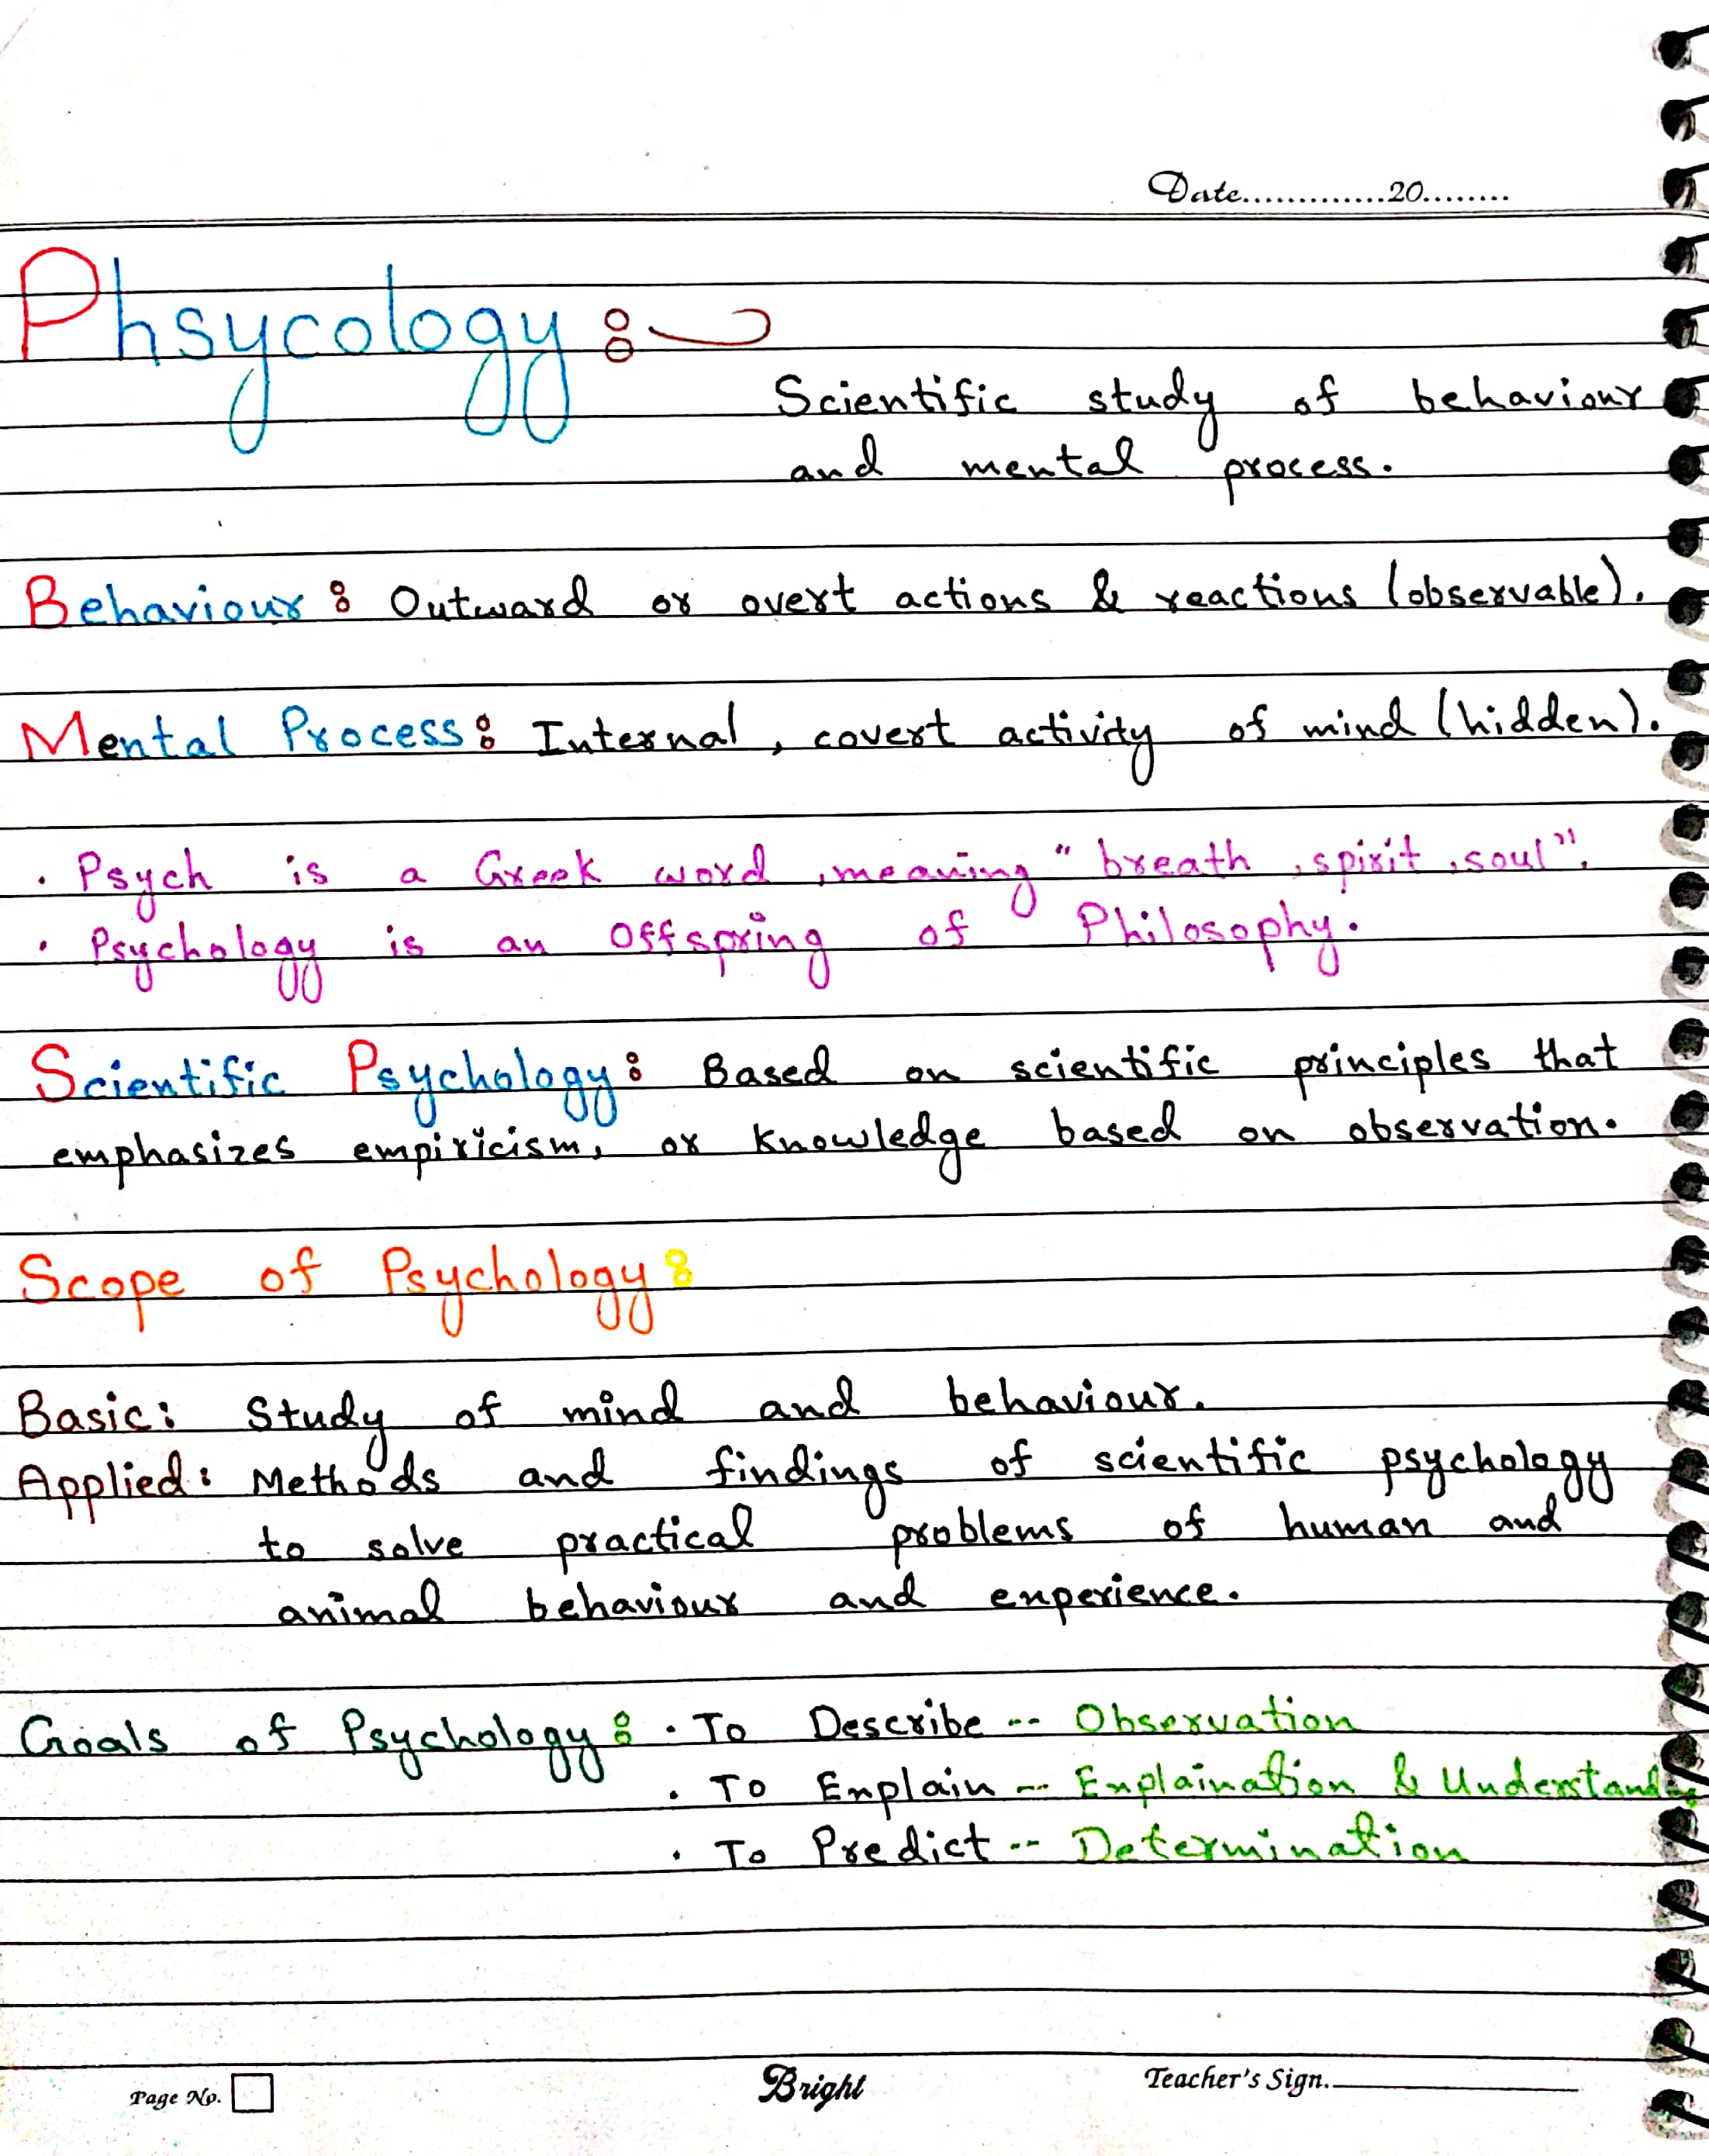 Date..............20........
Phsycology:
Scientific study of behaviour
and mental process.
Behaviour: Outward or overt actions & reactions (observable).
Mental Process: Internal, covert activity of mind (hidden).
• Psych is a Greek word, meaning "breath, spirit, soul".
• Psychology is an offspring of Philosophy.
Scientific Psychology: Based on scientific principles that
emphasizes empiricism, or knowledge based on observation.
Scope of Psychology:
Basic: Study of mind and behaviour.
Applied: Methods and findings of scientific psychology
to solve practical problems of human and
animal behaviour and experience.
Goals of Psychology: • To Describe -- Observation
• To Explain -- Explaination & Understanding
• To Predict -- Determination
Page No. Bright Teacher's Sign.